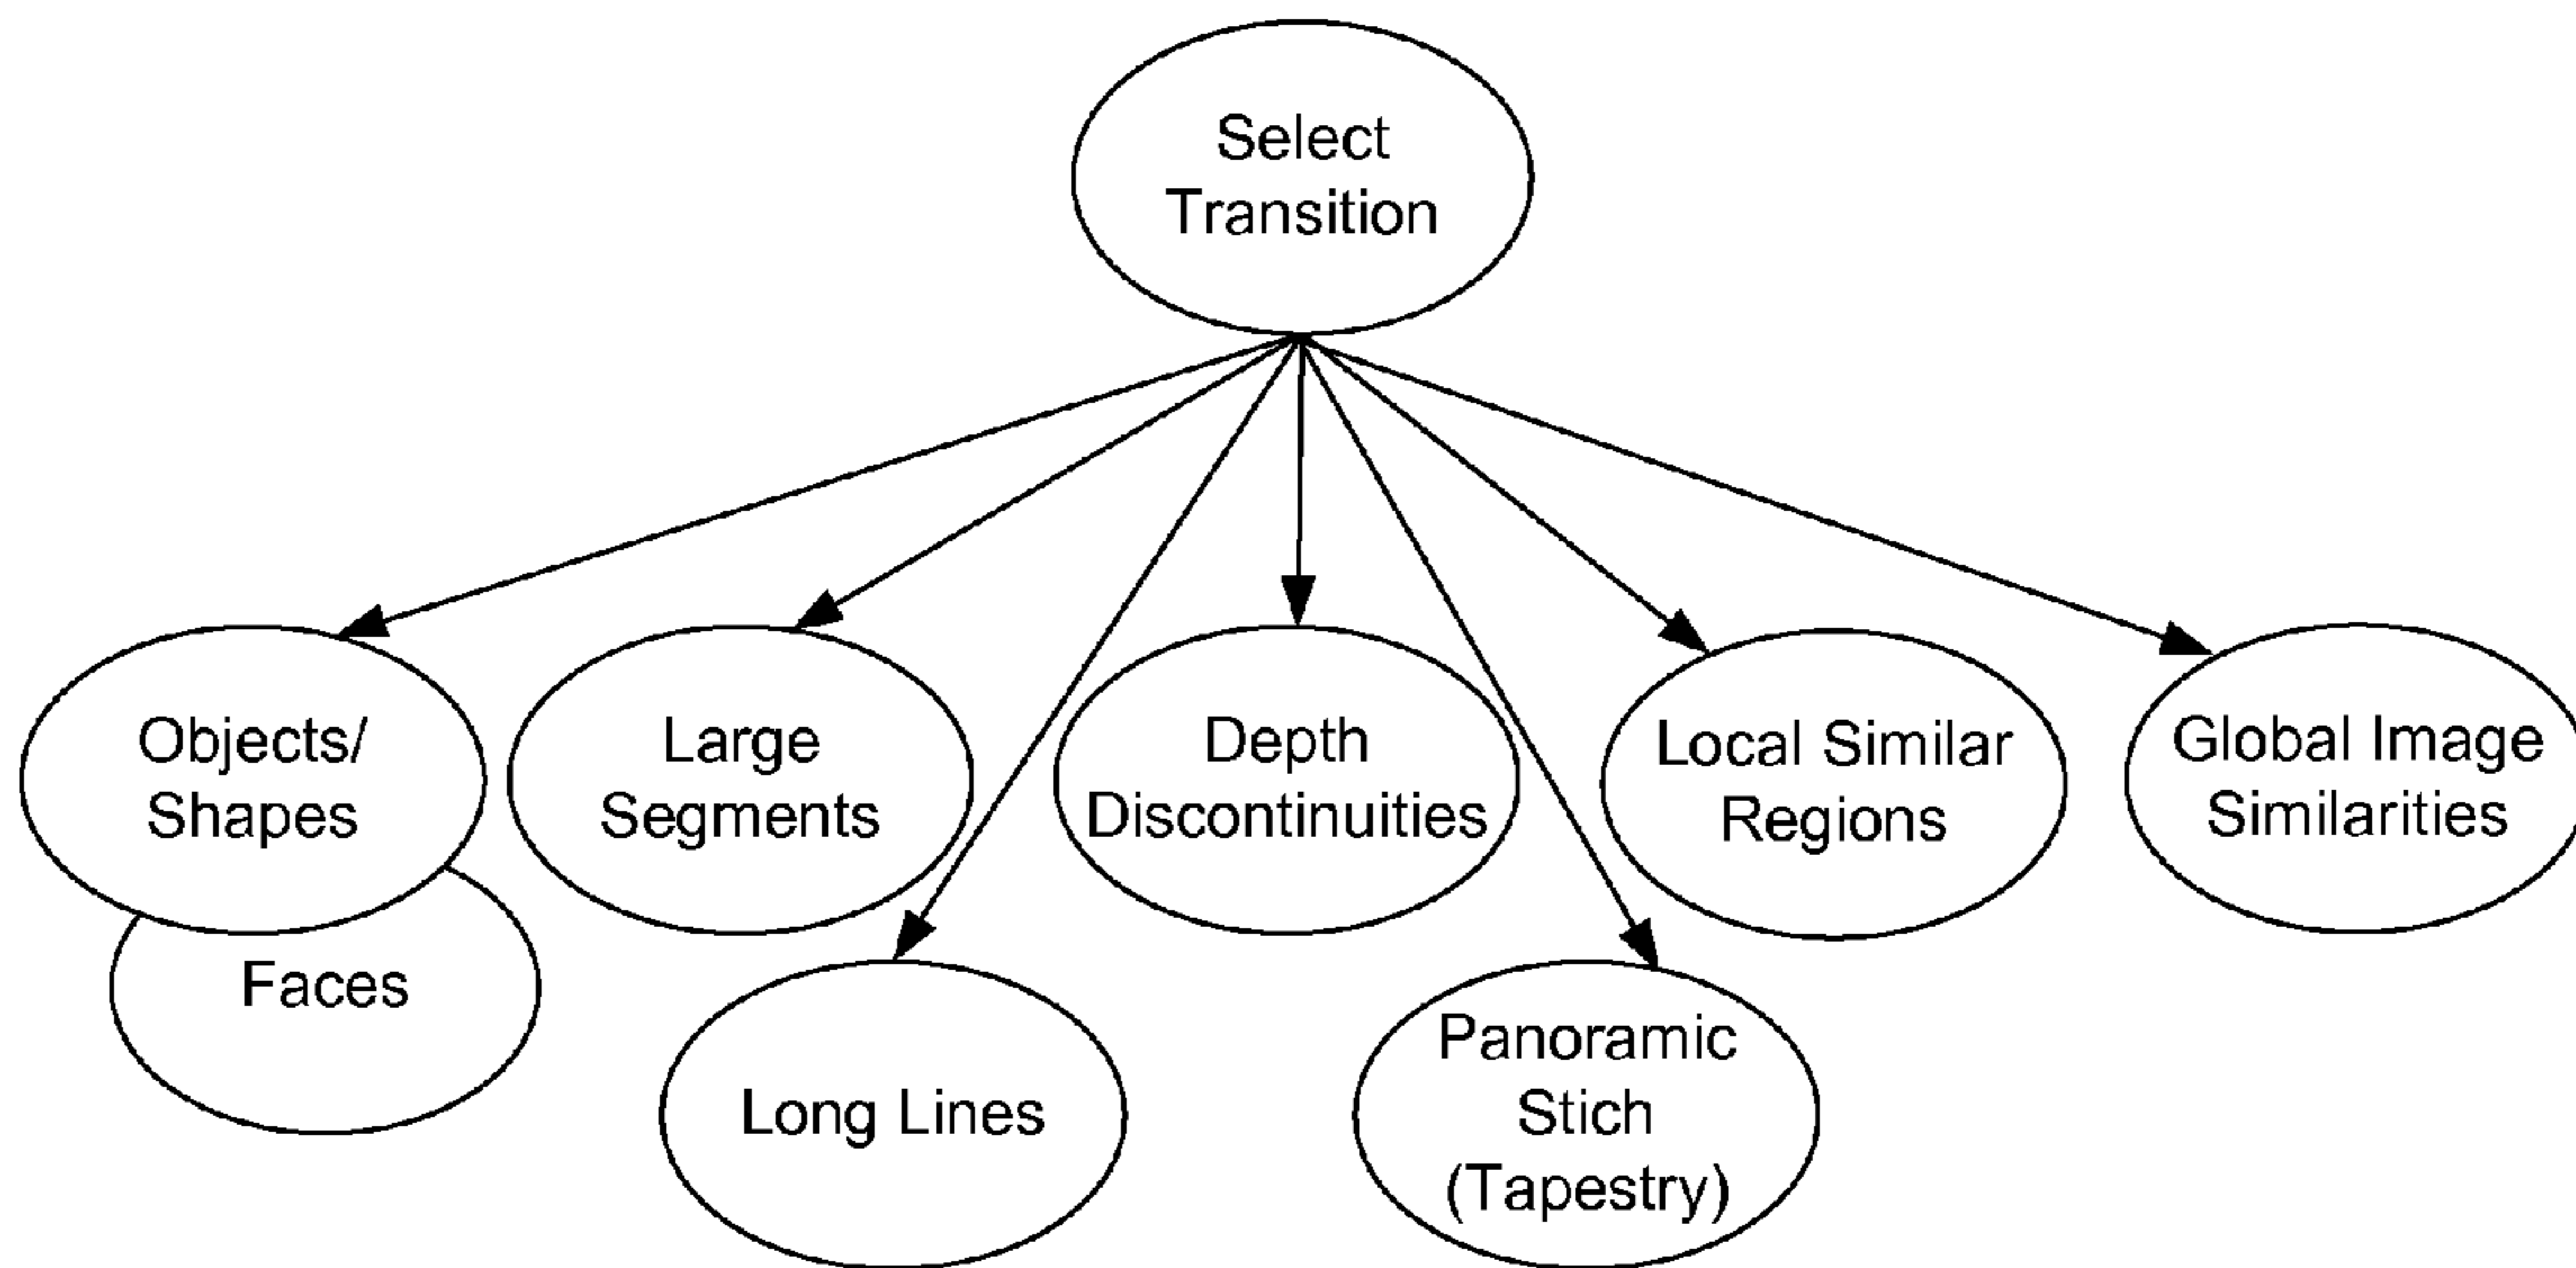 Select
Transition
Objects/
Shapes
Large
Segments
Depth
Discontinuities
Local Similar
Regions
Global Image
Similarities
Faces
Long Lines
Panoramic
Stich
(Tapestry)